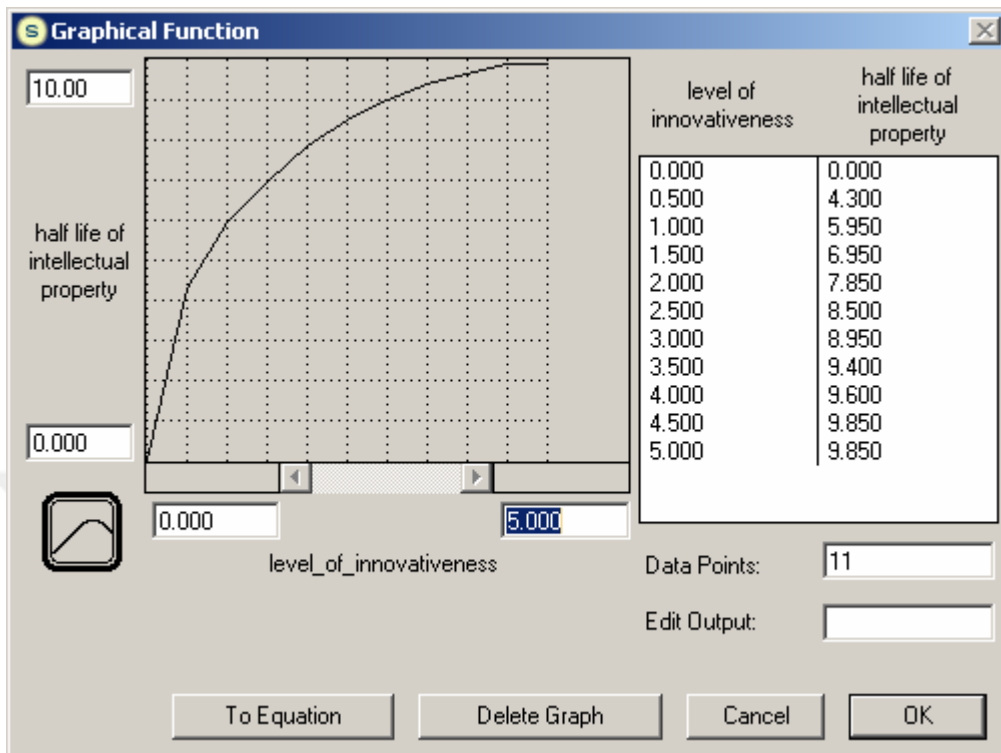 Graphical Function
10.00
half life of
intellectual
property
0.000
0.000
5.000
level_of_innovativeness
level of
innovativeness
half life of
intellectual
property
0.000 0.000
0.500 4.300
1.000 5.950
1.500 6.950
2.000 7.850
2.500 8.500
3.000 8.950
3.500 9.400
4.000 9.600
4.500 9.850
5.000 9.850
Data Points: 11
Edit Output:
To Equation
Delete Graph
Cancel
OK